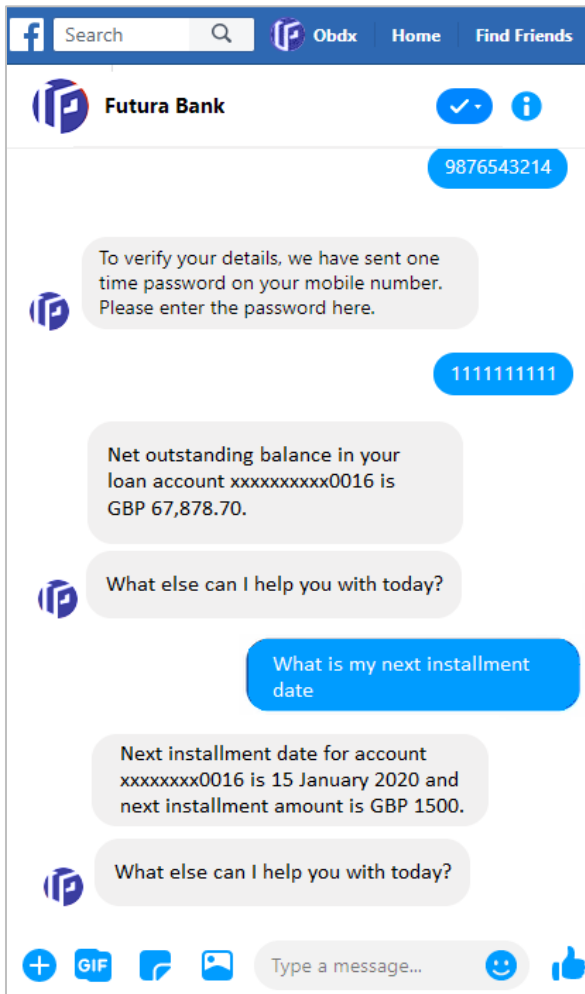 f Search Obdx Home Find Friends
Futura Bank
9876543214
To verify your details, we have sent one
time password on your mobile number.
Please enter the password here.
1111111111
Net outstanding balance in your
loan account xxxxxxxxxx0016 is
GBP 67,878.70.
What else can I help you with today?
What is my next installment
date
Next installment date for account
xxxxxxxx0016 is 15 January 2020 and
next installment amount is GBP 1500.
What else can I help you with today?
GIF Type a message...